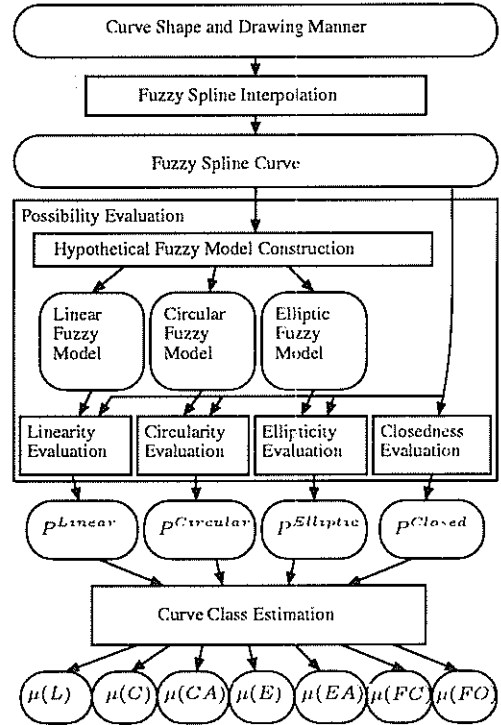 Curve Shape and Drawing Manner
Fuzzy Spline Interpolation
Fuzzy Spline Curve
Possibility Evaluation
Hypothetical Fuzzy Model Construction
Linear
Fuzzy
Model
Circular
Fuzzy
Model
Elliptic
Fuzzy
Model
Linearity
Evaluation
Circularity
Evaluation
Ellipticity
Evaluation
Closedness
Evaluation
P^Linear
P^Circular
P^Elliptic
P^Closed
Curve Class Estimation
μ(L)
μ(C)
μ(CA)
μ(E)
μ(EA)
μ(FC)
μ(FO)